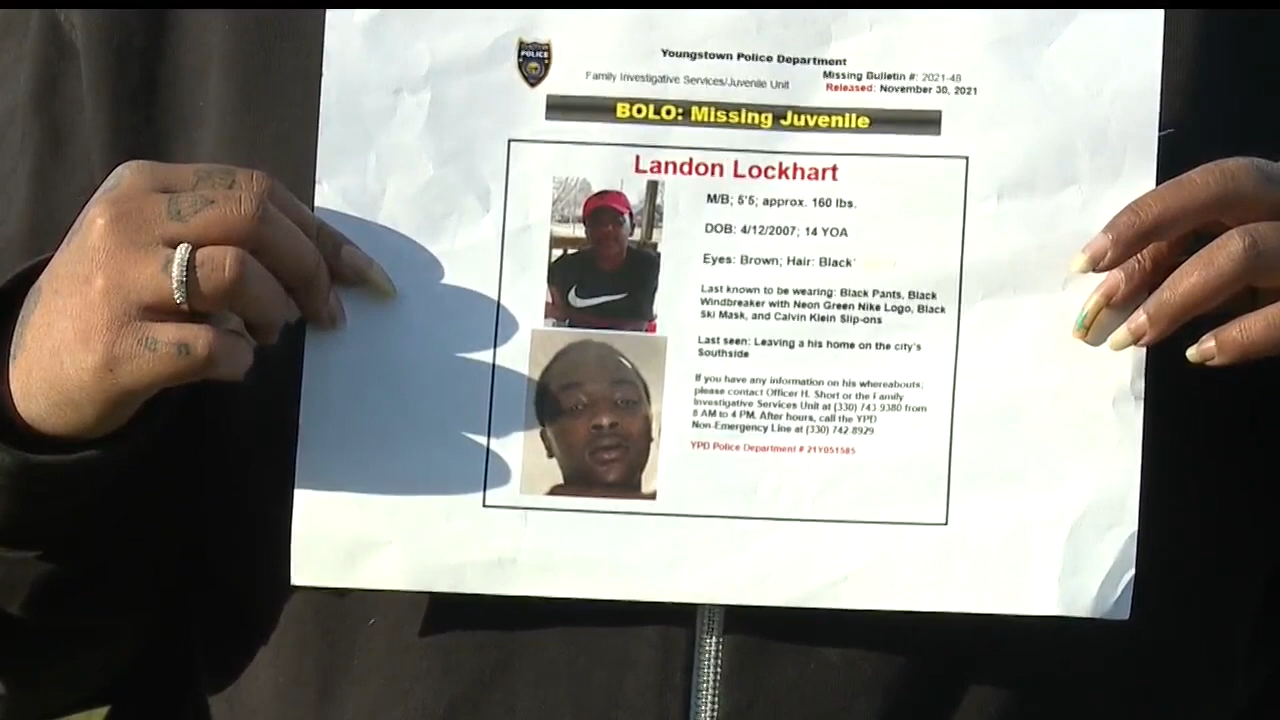 POLICE
Youngstown Police Department
Family Investigative Services/Juvenile Unit
Missing Bulletin #: 2021-48
Released: November 30, 2021
BOLO: Missing Juvenile
Landon Lockhart
M/B; 5'5; approx. 160 lbs.
DOB: 4/12/2007; 14 YOA
Eyes: Brown; Hair: Black
Last known to be wearing: Black Pants, Black
Windbreaker with Neon Green Nike Logo, Black
Ski Mask, and Calvin Klein Slip-ons
Last seen: Leaving a his home on the city's
Southside
If you have any information on his whereabouts,
please contact Officer H. Short or the Family
Investigative Services Unit at (330) 743-9380 from
8 AM to 4 PM. After hours, call the YPD
Non-Emergency Line at (330) 742-8929
YPD Police Department # 21Y051585